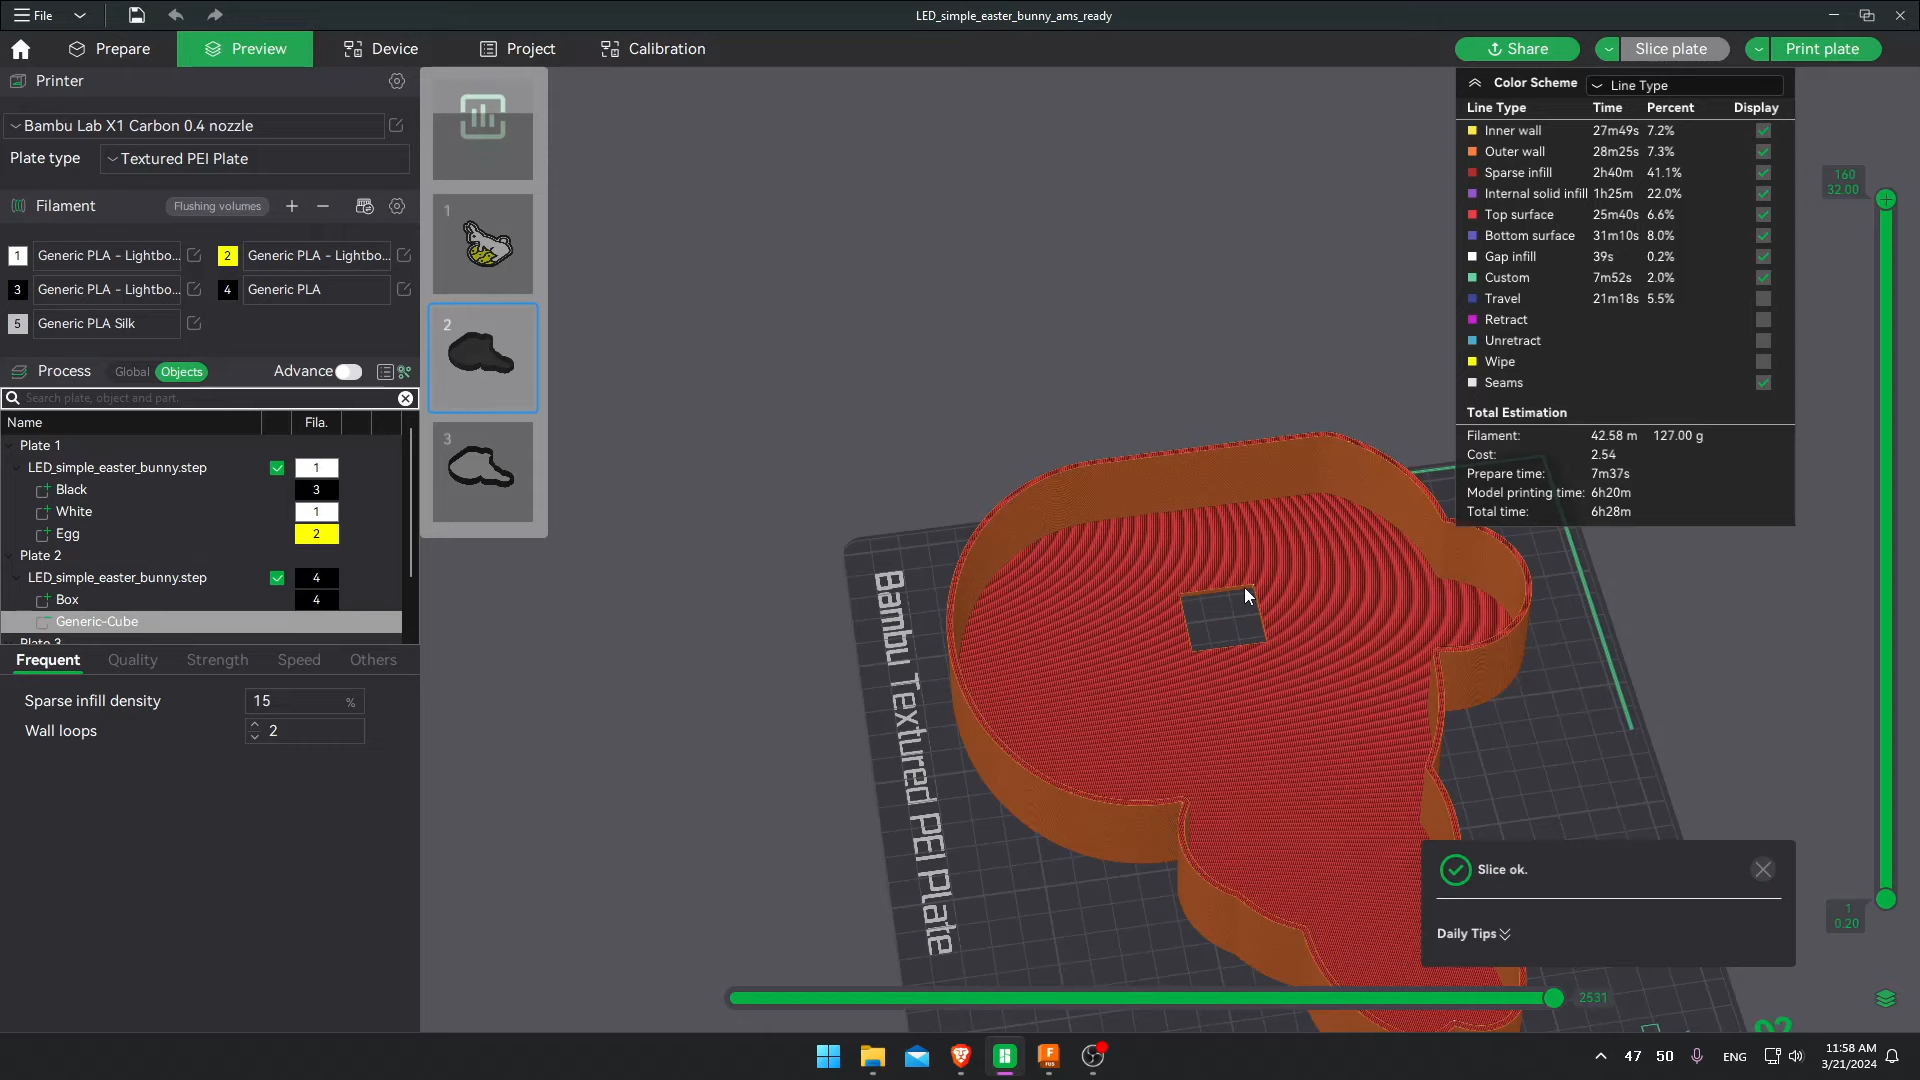 File
LED_simple_easter_bunny_ams_ready
Prepare
Preview
Device
Project
Calibration
Share
Slice plate
Print plate
Printer
Bambu Lab X1 Carbon 0.4 nozzle
Plate type
Textured PEI Plate
Filament
Flushing volumes
1 Generic PLA - Lightbo...
2 Generic PLA - Lightbo...
3 Generic PLA - Lightbo...
4 Generic PLA
5 Generic PLA Silk
Process Global Objects Advance
Search plate, object and part.
Name Fila.
Plate 1
LED_simple_easter_bunny.step 1
Black 3
White 1
Egg 2
Plate 2
LED_simple_easter_bunny.step 4
Box 4
Generic-Cube
Plate 3
Frequent Quality Strength Speed Others
Sparse infill density 15 %
Wall loops 2
1
2
3
Color Scheme Line Type
Line Type Time Percent Display
Inner wall 27m49s 7.2%
Outer wall 28m25s 7.3%
Sparse infill 2h40m 41.1%
Internal solid infill 1h25m 22.0%
Top surface 25m40s 6.6%
Bottom surface 31m10s 8.0%
Gap infill 39s 0.2%
Custom 7m52s 2.0%
Travel 21m18s 5.5%
Retract
Unretract
Wipe
Seams
Total Estimation
Filament: 42.58 m 127.00 g
Cost: 2.54
Prepare time: 7m37s
Model printing time: 6h20m
Total time: 6h28m
160
32.00
1
0.20
Bambu Textured PEI Plate
Slice ok.
Daily Tips
2531
02
47 50 ENG
11:58 AM
3/21/2024